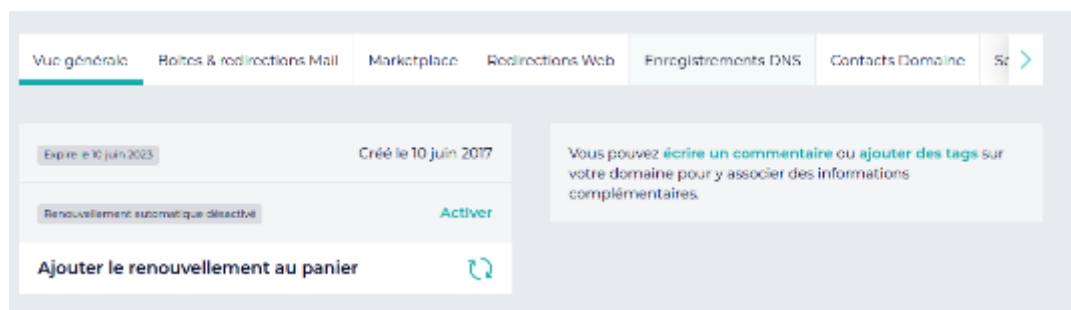 Vue générale Boites & redirections Mail Marketplace Redirections Web Enregistrements DNS Contacts Domaine
Expire le 10 juin 2023 Créé le 10 juin 2017
Renouvellement automatique désactivé Activer
Ajouter le renouvellement au panier
Vous pouvez écrire un commentaire ou ajouter des tags sur
votre domaine pour y associer des informations
complémentaires.